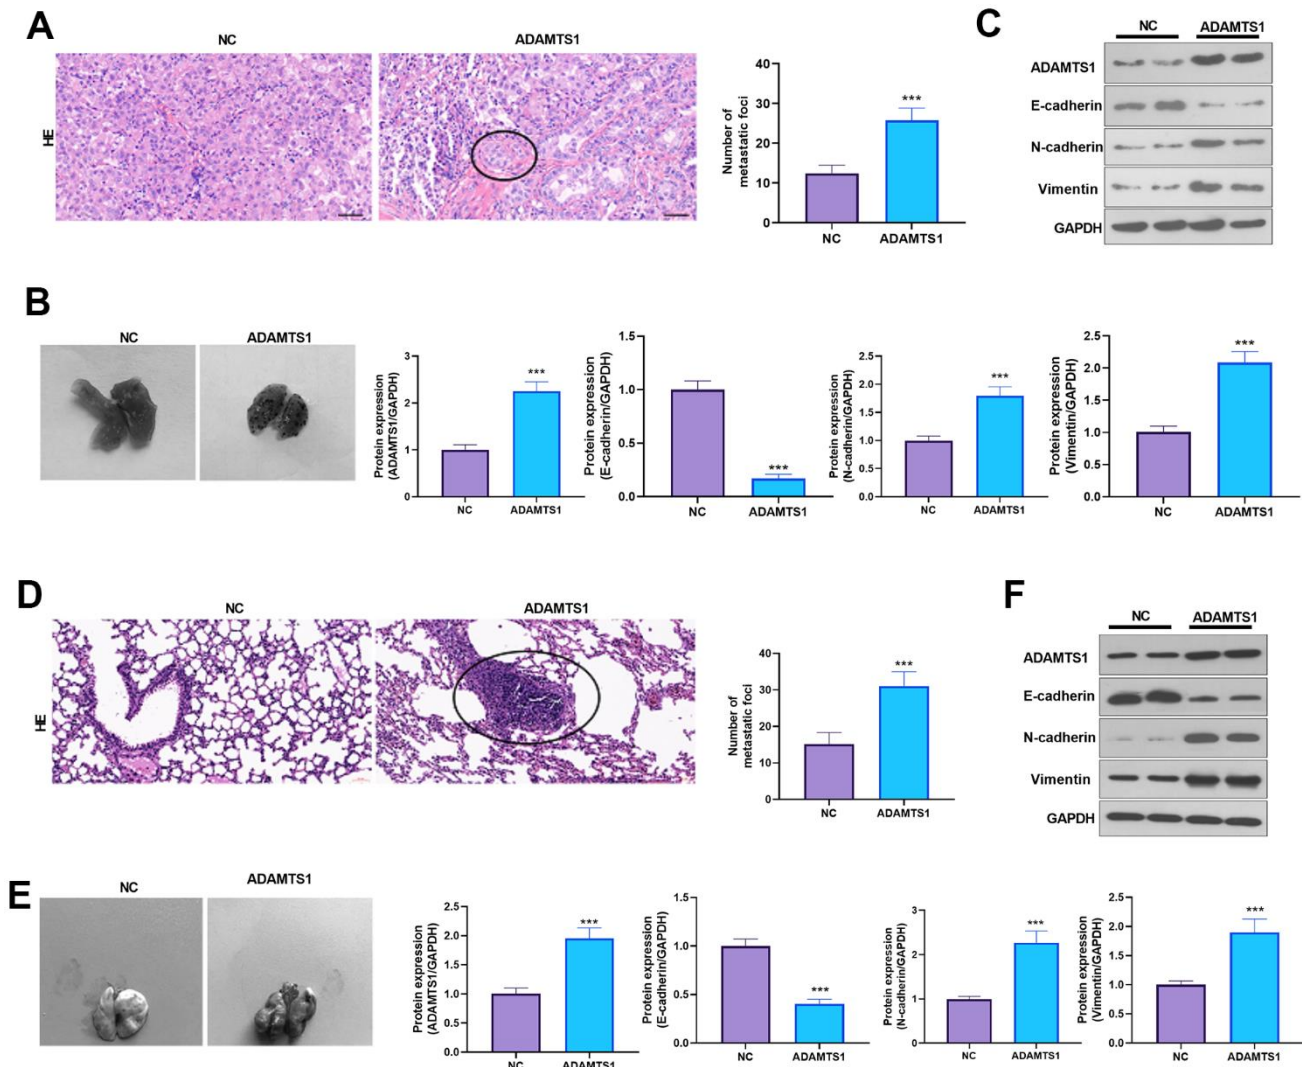 A
NC
ADAMTS1
HE
Number of
metastatic foci
40
30
20
10
0
***
NC
ADAMTS1
C
NC
ADAMTS1
ADAMTS1
E-cadherin
N-cadherin
Vimentin
GAPDH
B
NC
ADAMTS1
Protein expression
(ADAMTS1/GAPDH)
3
2
1
0
***
NC
ADAMTS1
Protein expression
(E-cadherin/GAPDH)
1.5
1.0
0.5
0.0
***
NC
ADAMTS1
Protein expression
(N-cadherin/GAPDH)
2.5
2.0
1.5
1.0
0.5
0.0
***
NC
ADAMTS1
Protein expression
(Vimentin/GAPDH)
2.5
2.0
1.5
1.0
0.5
0.0
***
NC
ADAMTS1
D
NC
ADAMTS1
HE
Number of
metastatic foci
40
30
20
10
0
***
NC
ADAMTS1
F
NC
ADAMTS1
ADAMTS1
E-cadherin
N-cadherin
Vimentin
GAPDH
E
NC
ADAMTS1
Protein expression
(ADAMTS1/GAPDH)
2.5
2.0
1.5
1.0
0.5
0.0
***
NC
ADAMTS1
Protein expression
(E-cadherin/GAPDH)
1.5
1.0
0.5
0.0
***
NC
ADAMTS1
Protein expression
(N-cadherin/GAPDH)
3
2
1
0
***
NC
ADAMTS1
Protein expression
(Vimentin/GAPDH)
2.5
2.0
1.5
1.0
0.5
0.0
***
NC
ADAMTS1